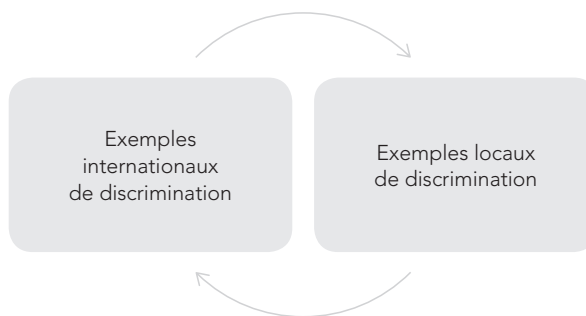 Exemples
internationaux
de discrimination
Exemples locaux
de discrimination